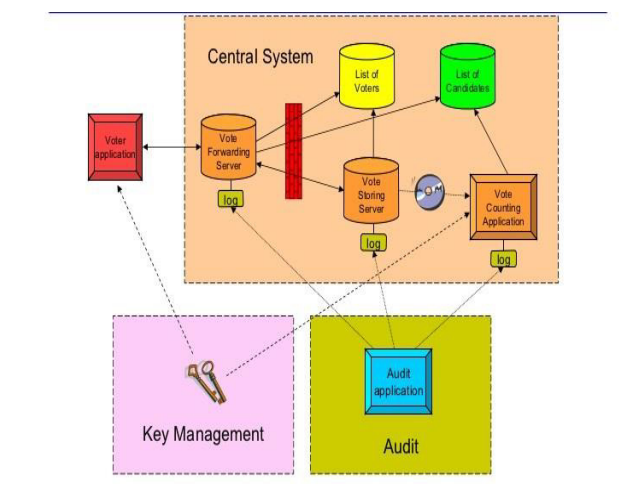 Central System
List of
Voters
List of
Candidates
Voter
application
Vote
Forwarding
Server
log
Vote
Storing
Server
log
Vote
Counting
Application
log
Key Management
Audit
application
Audit